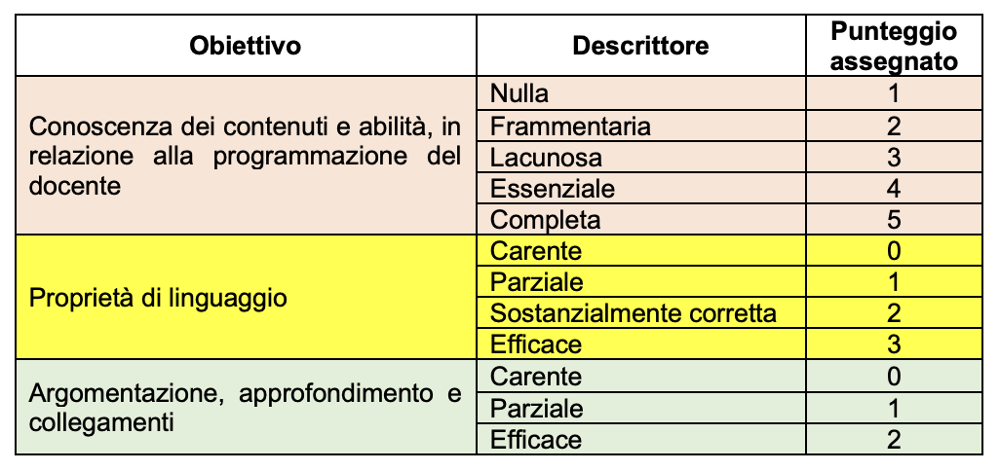 Obiettivo
Descrittore
Punteggio
assegnato
Conoscenza dei contenuti e abilità, in
relazione alla programmazione del
docente
Nulla 1
Frammentaria 2
Lacunosa 3
Essenziale 4
Completa 5
Proprietà di linguaggio
Carente 0
Parziale 1
Sostanzialmente corretta 2
Efficace 3
Argomentazione, approfondimento e
collegamenti
Carente 0
Parziale 1
Efficace 2